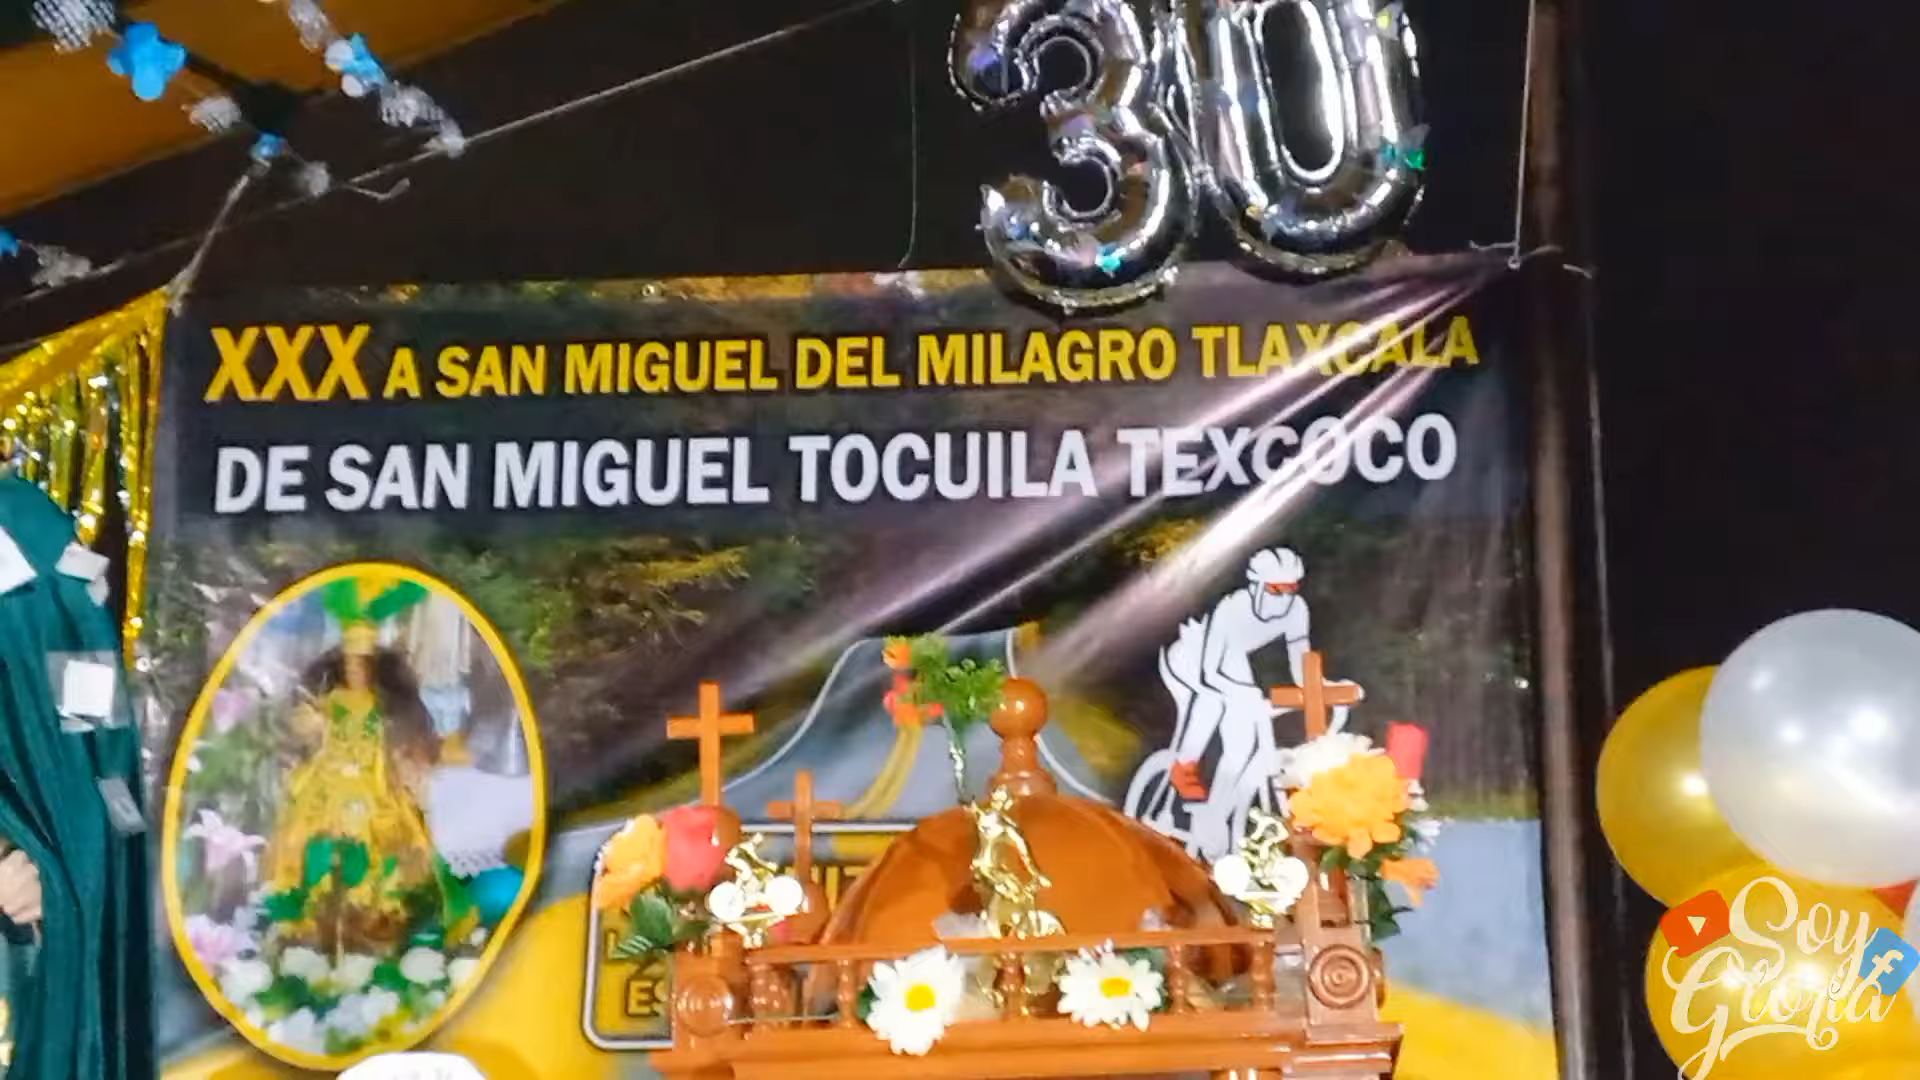 30
XXX A SAN MIGUEL DEL MILAGRO TLAXCALA
DE SAN MIGUEL TOCUILA TEXCOCO
Soy
Gloria